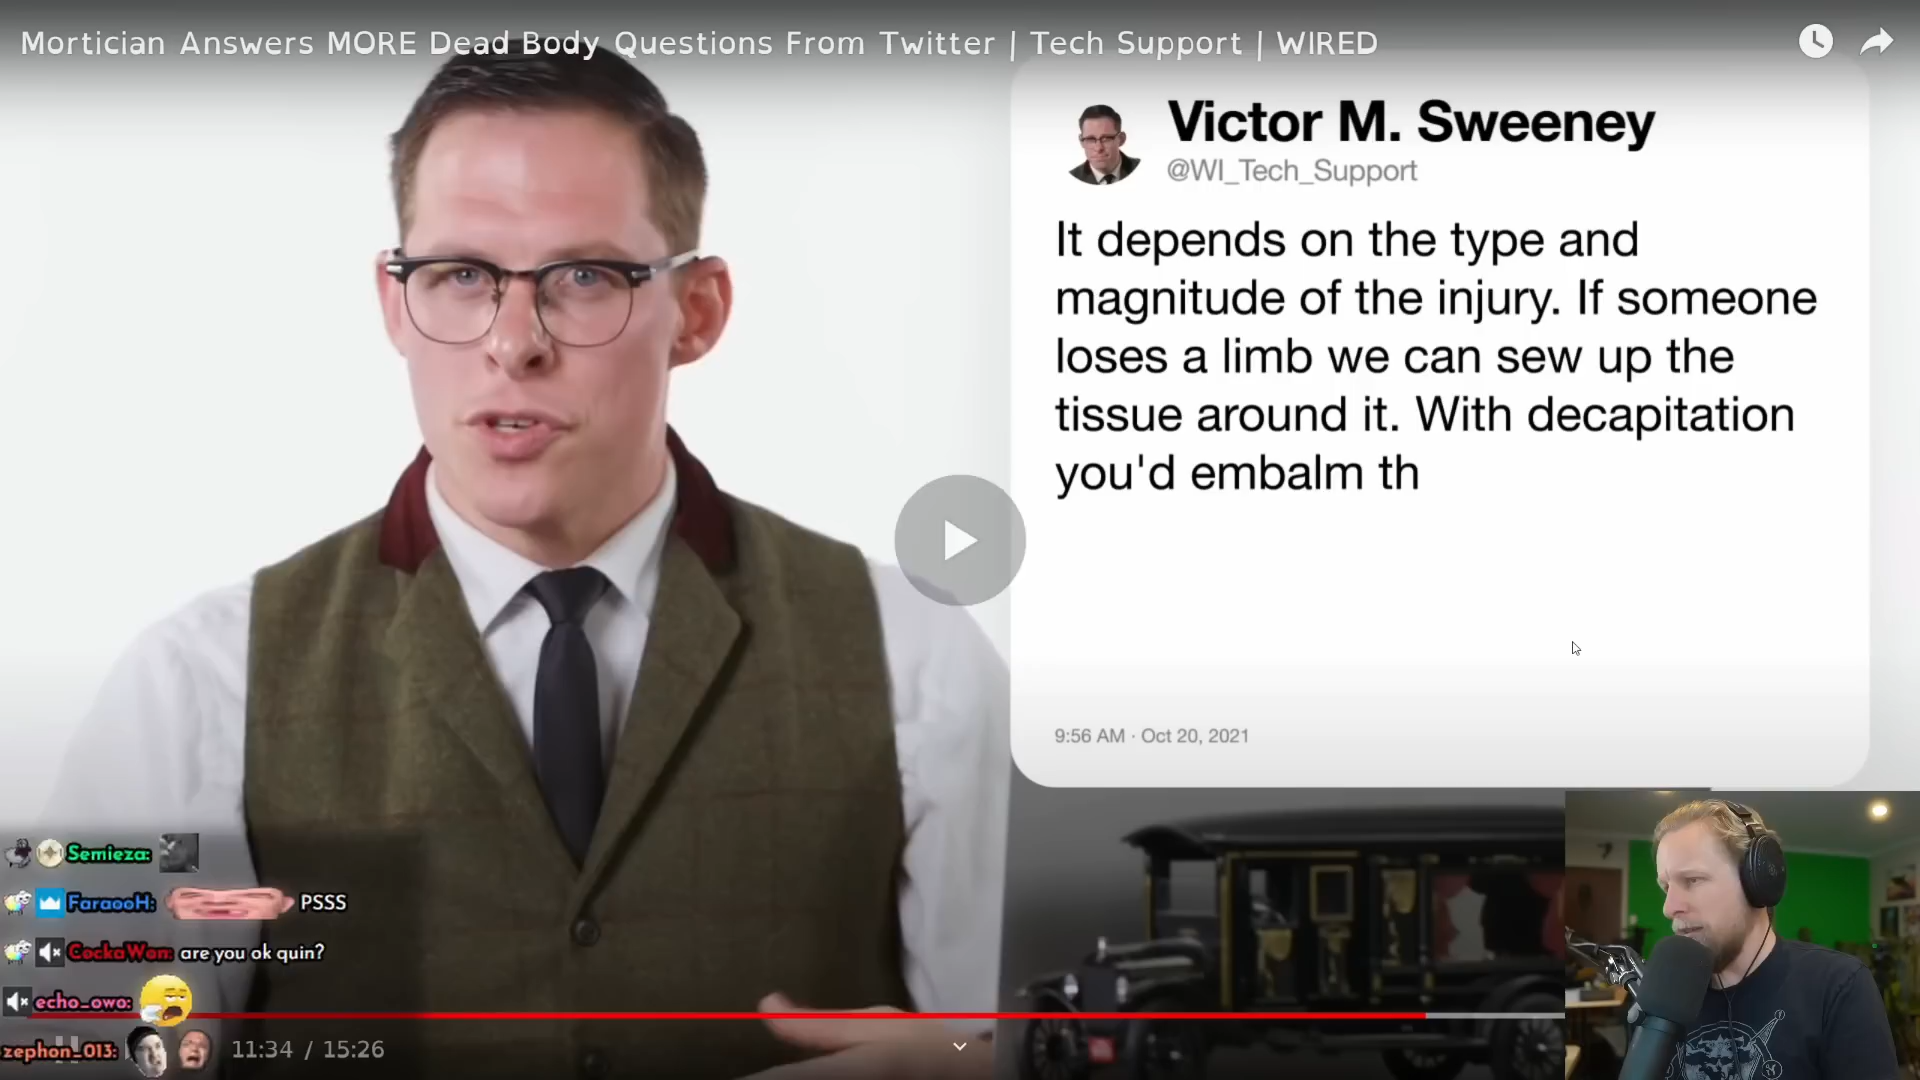 Mortician Answers MORE Dead Body Questions From Twitter | Tech Support | WIRED
Victor M. Sweeney
@WI_Tech_Support
It depends on the type and
magnitude of the injury. If someone
loses a limb we can sew up the
tissue around it. With decapitation
you'd embalm th
9:56 AM · Oct 20, 2021
Semieza:
FaraooH: PSSS
CockaWon: are you ok quin?
echo_owo:
zephon_013:
11:34 / 15:26